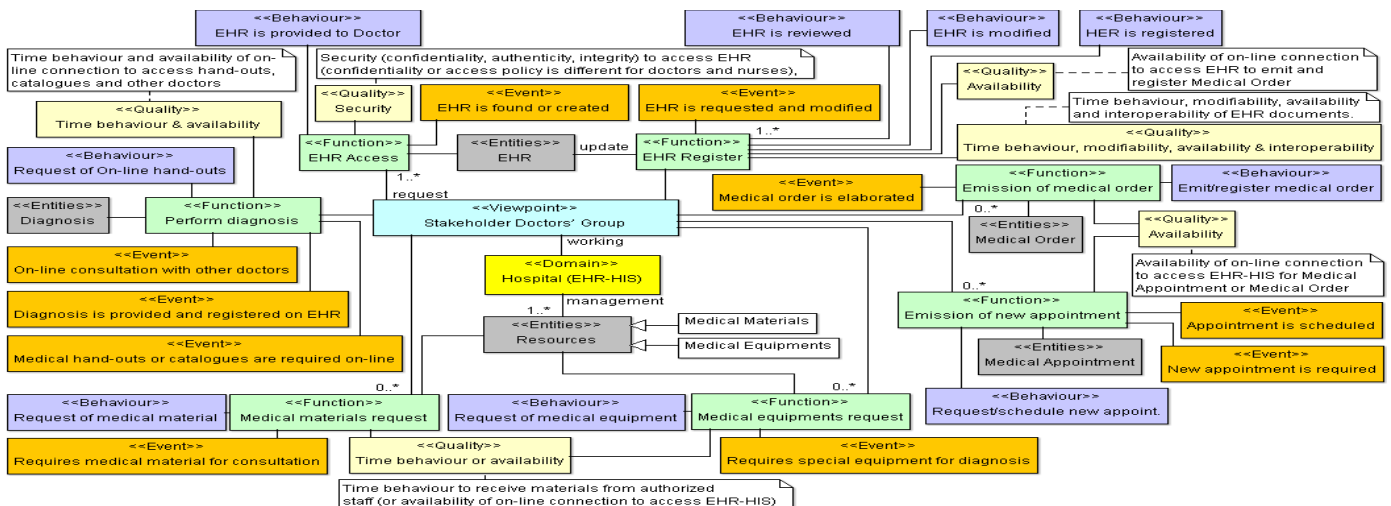 <<Behaviour>>
EHR is provided to Doctor
<<Behaviour>>
EHR is reviewed
<<Behaviour>>
EHR is modified
<<Behaviour>>
HER is registered
Time behaviour and availability of on-
line connection to access hand-outs,
catalogues and other doctors
Security (confidentiality, authenticity, integrity) to access EHR
(confidentiality or access policy is different for doctors and nurses),
Availability of on-line connection
to access EHR to emit and
register Medical Order
<<Quality>>
Availability
<<Quality>>
Security
<<Event>>
EHR is found or created
<<Event>>
EHR is requested and modified
Time behaviour, modifiability, availability
and interoperability of EHR documents.
<<Quality>>
Time behaviour & availability
1..*
<<Quality>>
Time behaviour, modifiability, availability & interoperability
<<Function>>
EHR Access
<<Entities>>
EHR
update
<<Function>>
EHR Register
<<Behaviour>>
Request of On-line hand-outs
1..*
request
<<Function>>
Emission of medical order
<<Behaviour>>
Emit/register medical order
<<Event>>
Medical order is elaborated
<<Entities>>
Diagnosis
<<Function>>
Perform diagnosis
<<Viewpoint>>
Stakeholder Doctors' Group
0..*
<<Entities>>
Medical Order
<<Quality>>
Availability
working
<<Event>>
On-line consultation with other doctors
<<Domain>>
Hospital (EHR-HIS)
Availability of on-line connection
to access EHR-HIS for Medical
Appointment or Medical Order
management
0..*
<<Event>>
Diagnosis is provided and registered on EHR
1..*
<<Entities>>
Resources
Medical Materials
Medical Equipments
<<Function>>
Emission of new appointment
<<Event>>
Appointment is scheduled
<<Event>>
Medical hand-outs or catalogues are required on-line
<<Entities>>
Medical Appointment
<<Event>>
New appointment is required
0..*
0..*
<<Behaviour>>
Request of medical material
<<Function>>
Medical materials request
<<Behaviour>>
Request of medical equipment
<<Function>>
Medical equipments request
<<Behaviour>>
Request/schedule new appoint.
<<Event>>
Requires medical material for consultation
<<Quality>>
Time behaviour or availability
<<Event>>
Requires special equipment for diagnosis
Time behaviour to receive materials from authorized
staff (or availability of on-line connection to access EHR-HIS)